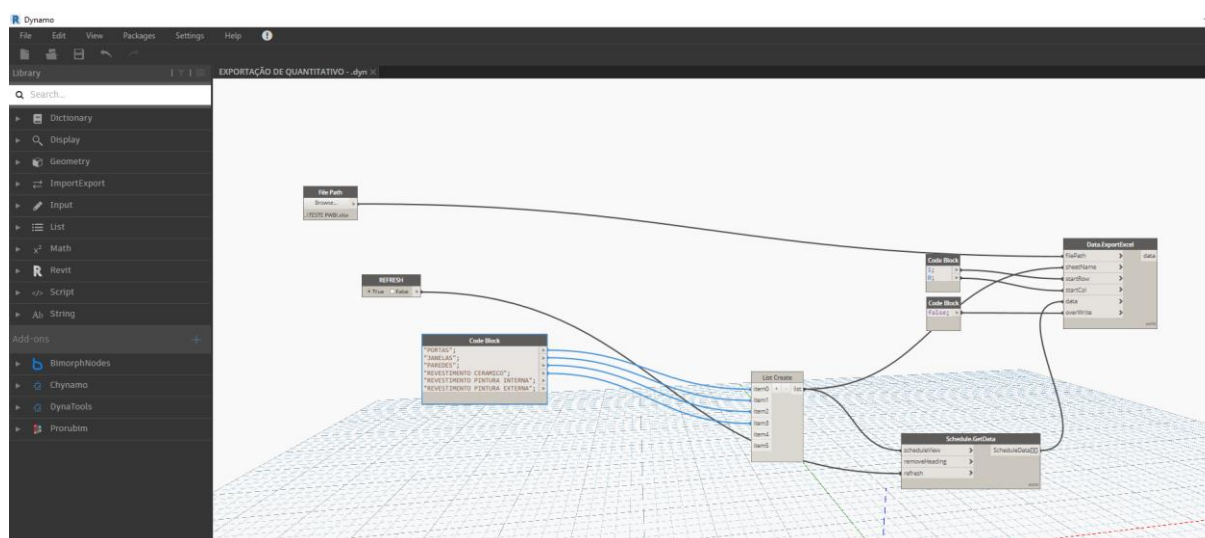 R Dynamo
File Edit View Packages Settings Help
Library
EXPORTAÇÃO DE QUANTITATIVO - .dyn
Search...
Dictionary
Display
Geometry
ImportExport
Input
List
Math
Revit
Script
String
Add-ons
BimorphNodes
Chynamo
DynaTools
Prorubim
File Path
Browse... >
REFRESH
True False >
Code Block
"PORTAS"; >
"JANELAS"; >
"PAREDES"; >
"REVESTIMENTO CERAMICO"; >
"REVESTIMENTO PINTURA INTERNA"; >
"REVESTIMENTO PINTURA EXTERNA"; >
List Create
item0 + - list
item1
item2
item3
item4
item5
Code Block
1; >
0; >
Code Block
false; >
Data.ExportExcel
filePath > data
sheetName >
startRow >
startCol >
data >
overWrite >
Schedule.GetData
scheduleView > ScheduleData[][]
removeHeading >
refresh >